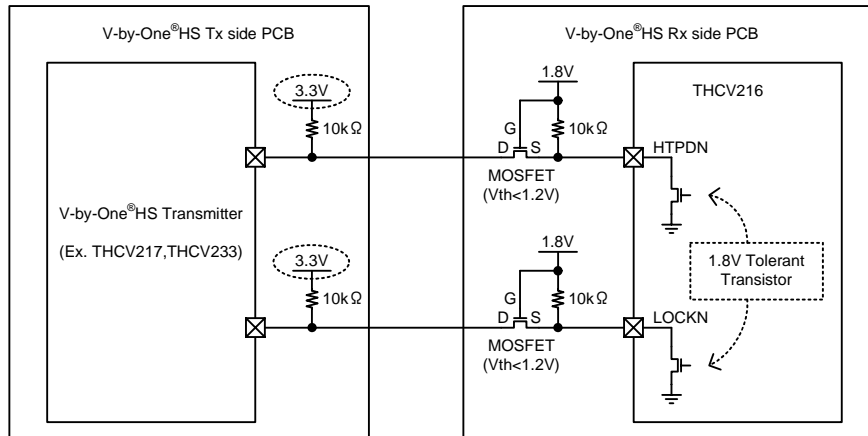 V-by-One®HS Tx side PCB
V-by-One®HS Transmitter
(Ex. THCV217,THCV233)
3.3V
10kΩ
3.3V
10kΩ
V-by-One®HS Rx side PCB
1.8V
G
10kΩ
D S
MOSFET
(Vth<1.2V)
1.8V
G
10kΩ
D S
MOSFET
(Vth<1.2V)
THCV216
HTPDN
1.8V Tolerant
Transistor
LOCKN